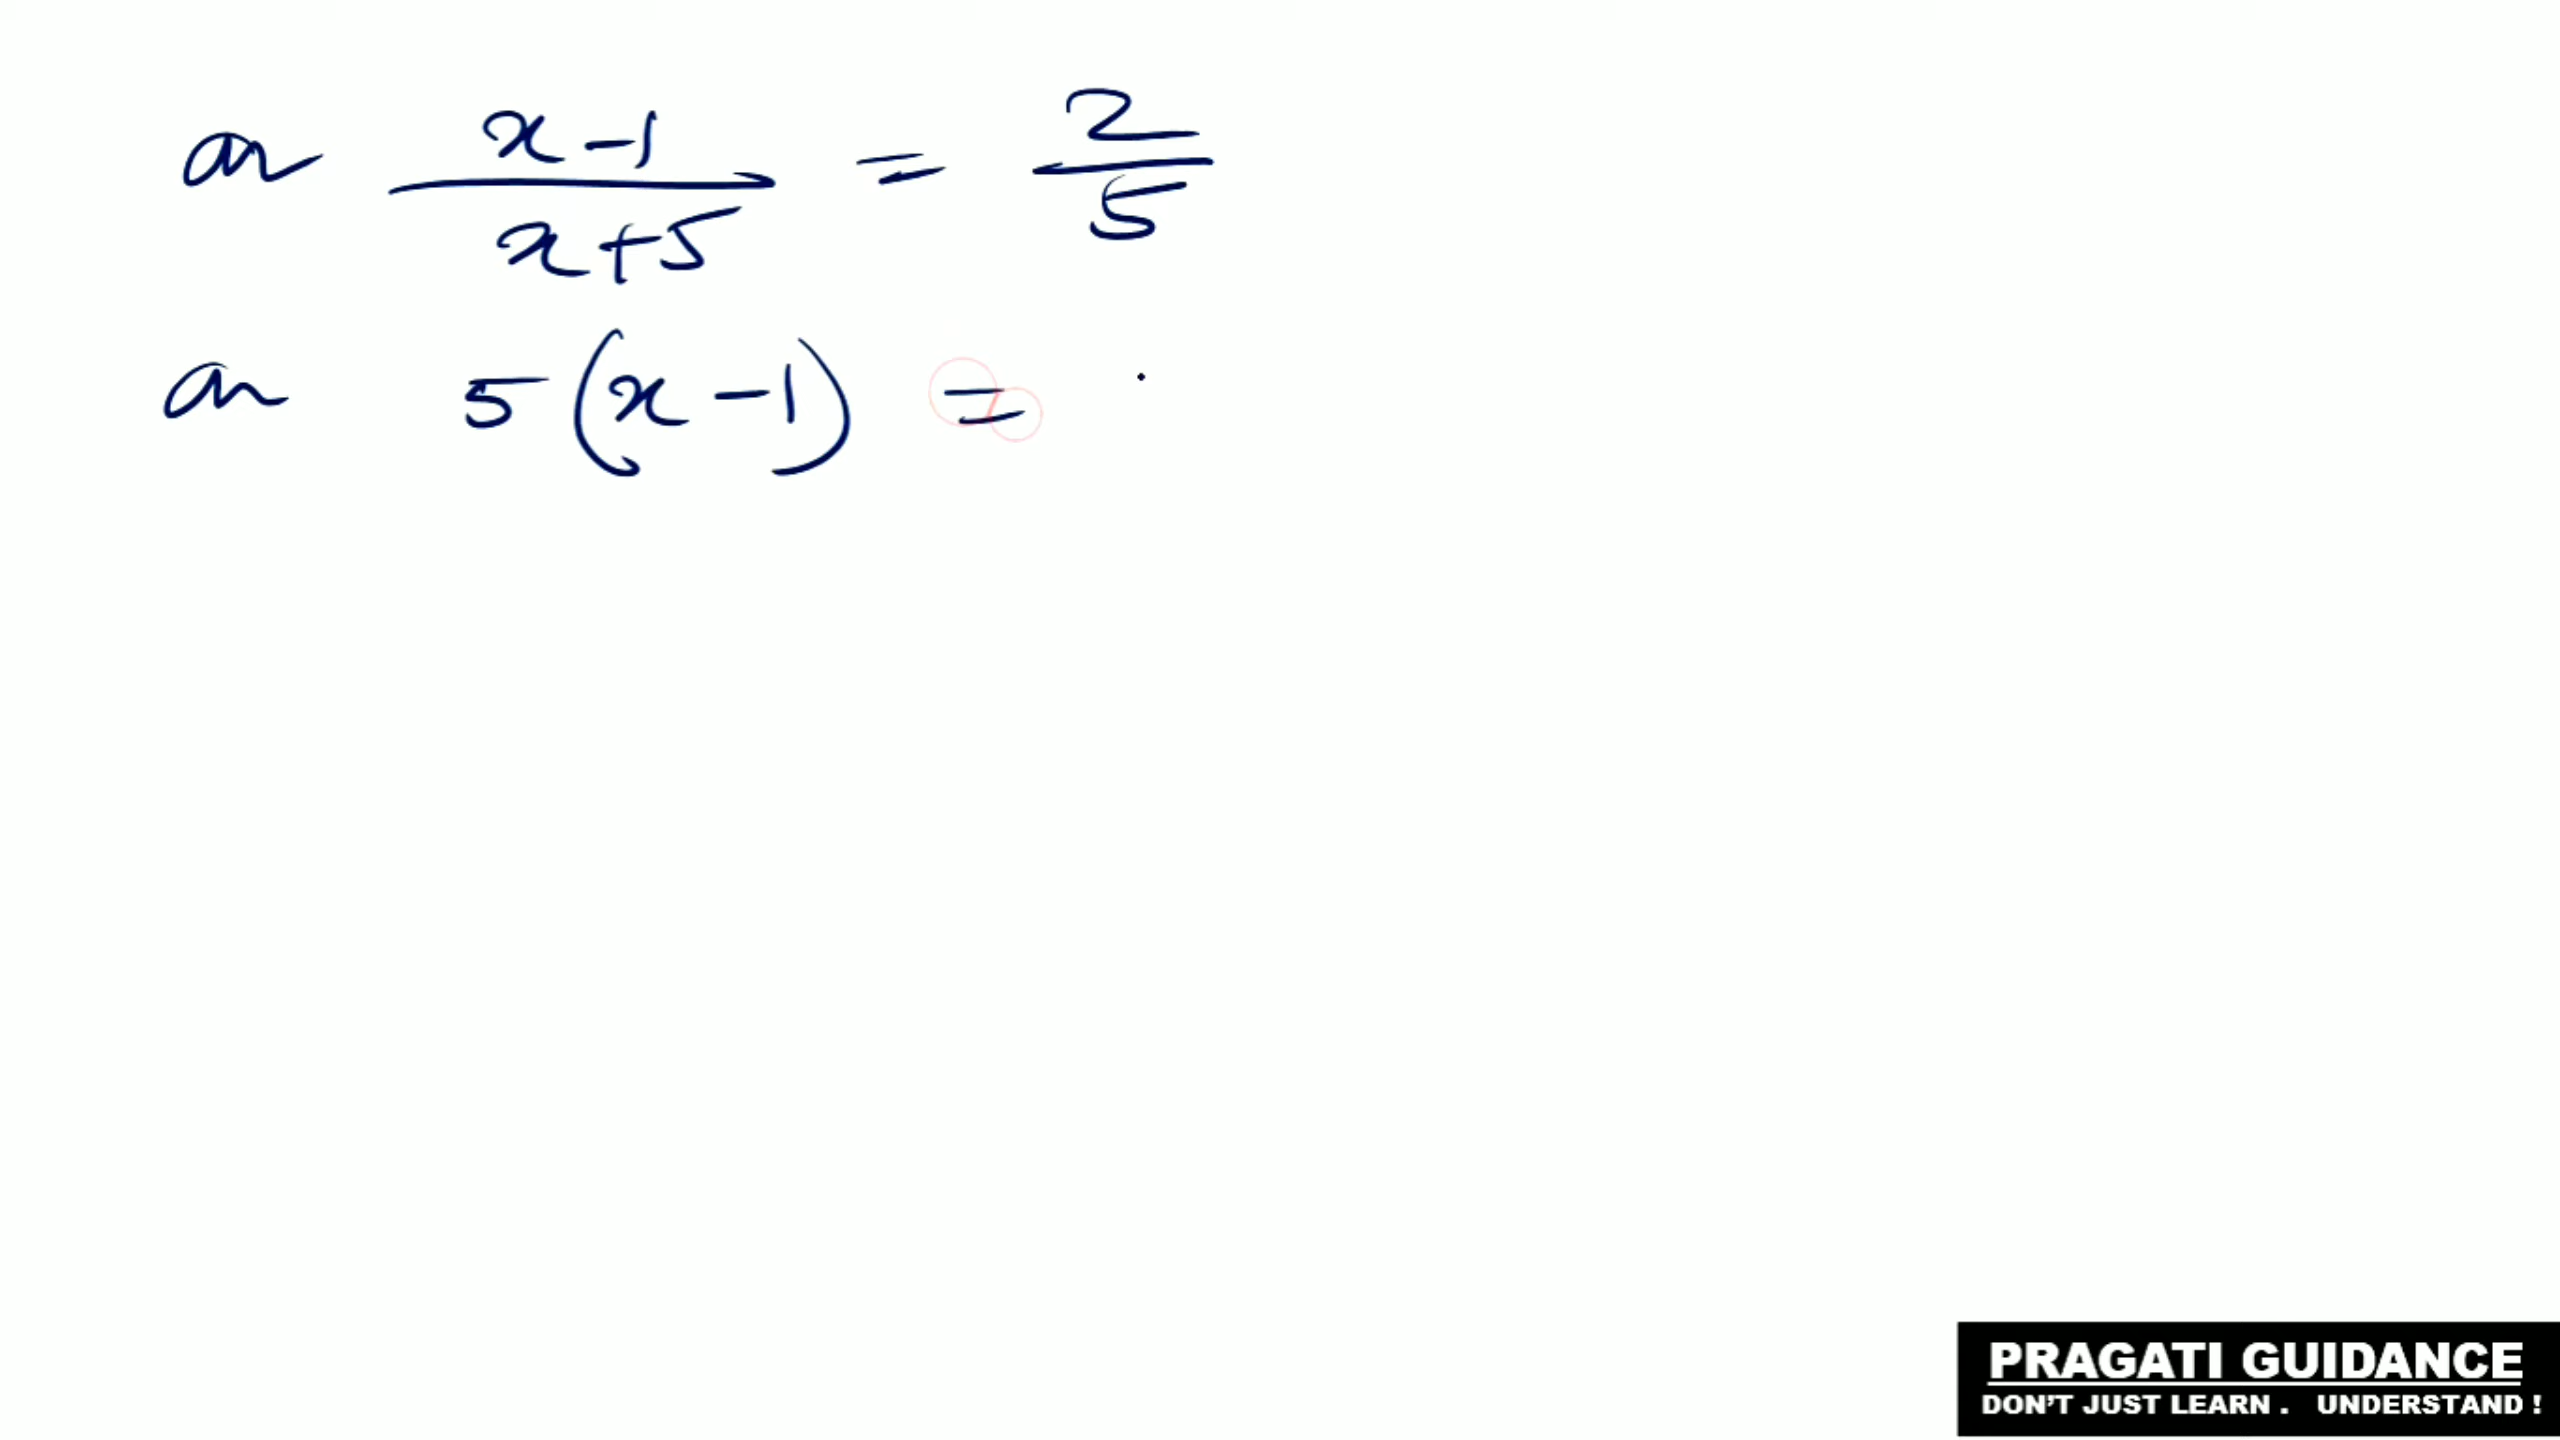 or x-1/x+5 = 2/5
or 5(x-1) =
PRAGATI GUIDANCE
DON'T JUST LEARN . UNDERSTAND !